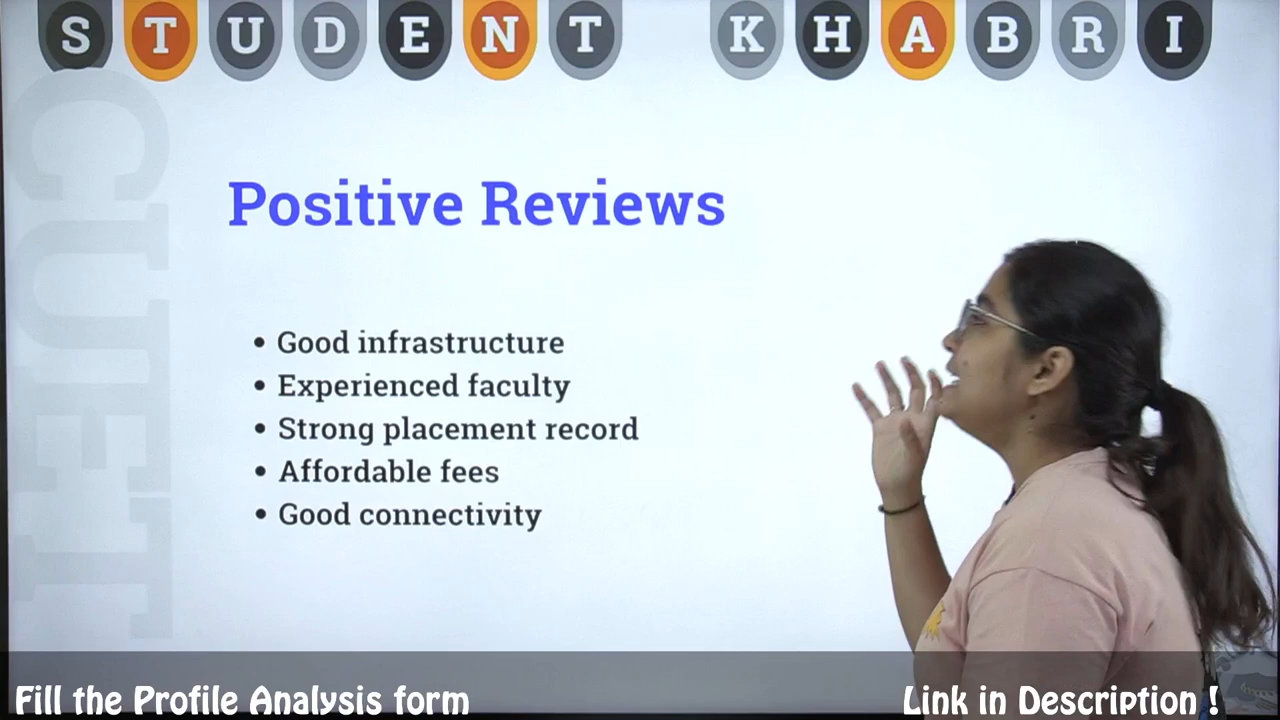 STUDENT KHABRI
CUET
Positive Reviews
• Good infrastructure
• Experienced faculty
• Strong placement record
• Affordable fees
• Good connectivity
Fill the Profile Analysis form
Link in Description !